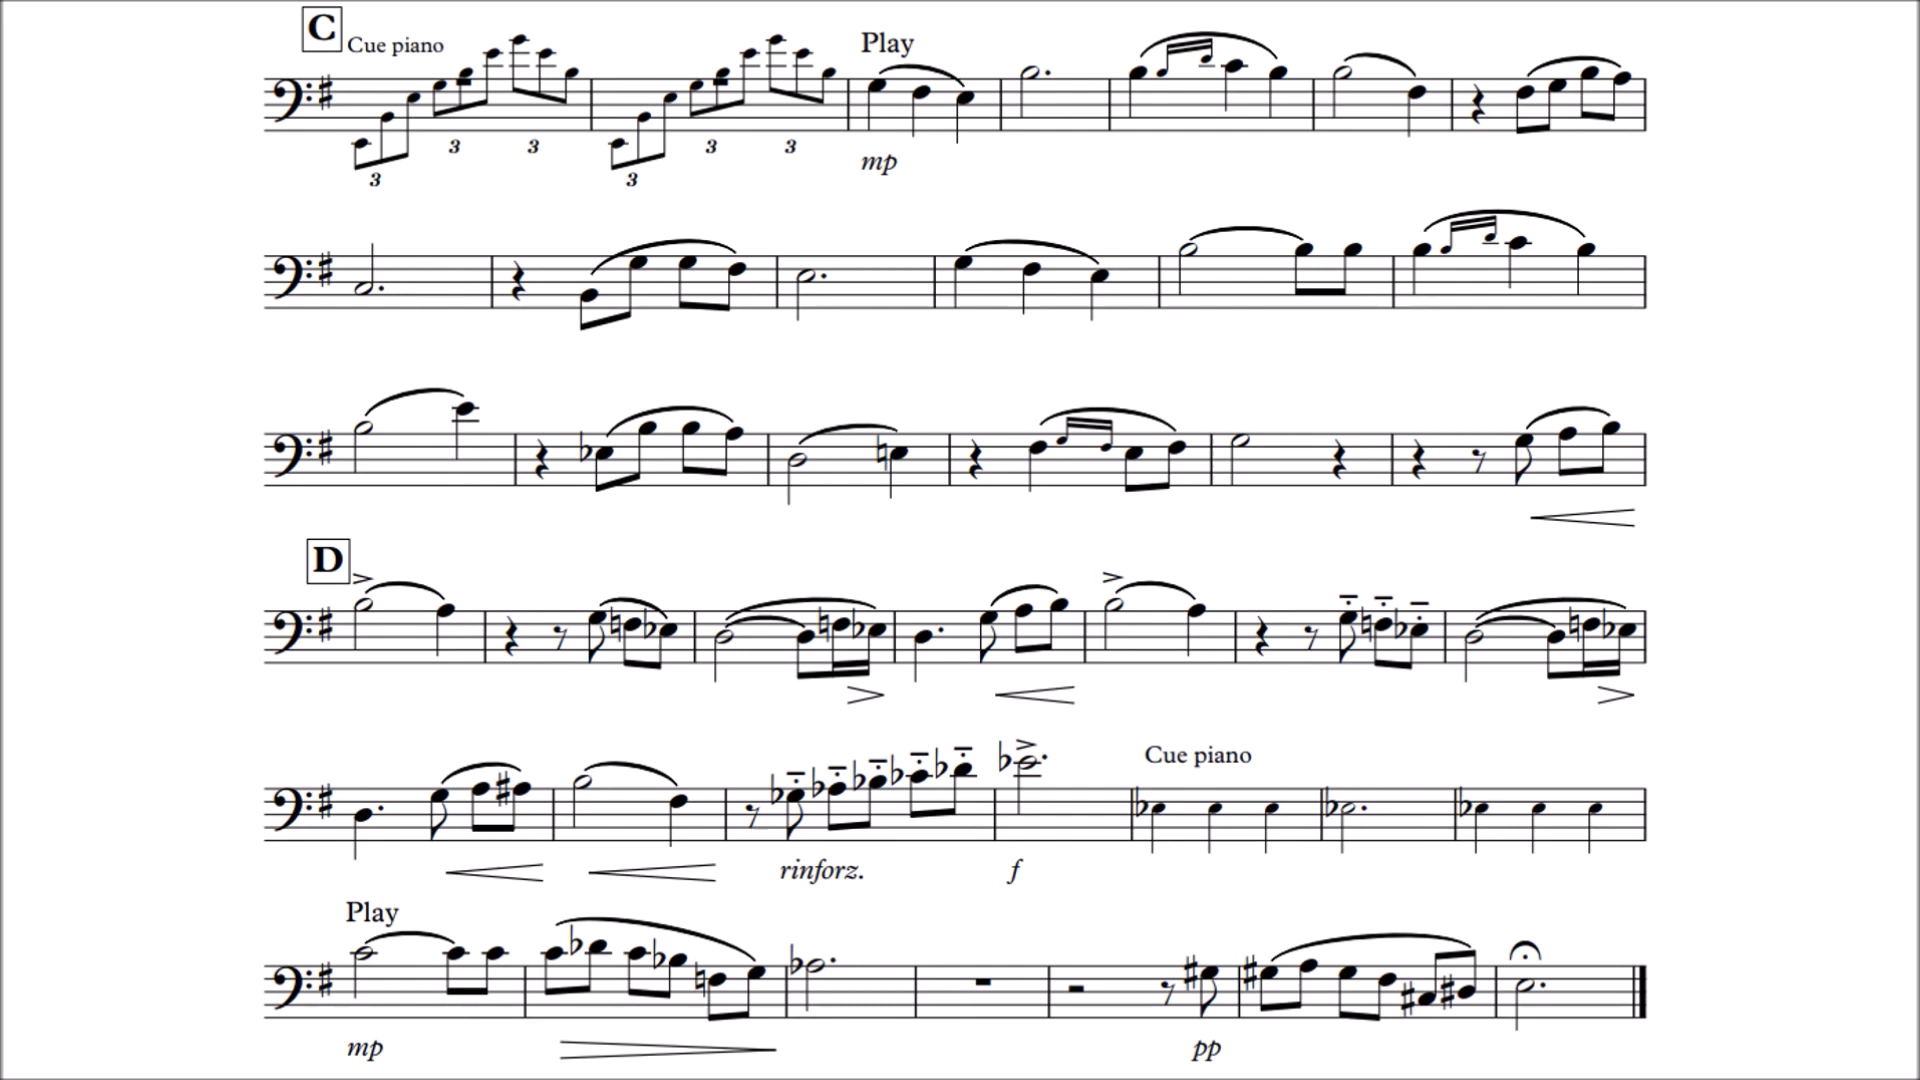 C Cue piano Play
3 3 3 3 3 3
mp
D
Cue piano
rinforz. f
Play
mp pp